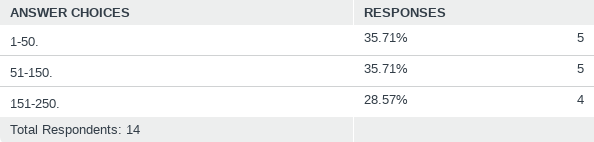 ANSWER CHOICES RESPONSES
1-50. 35.71% 5
51-150. 35.71% 5
151-250. 28.57% 4
Total Respondents: 14